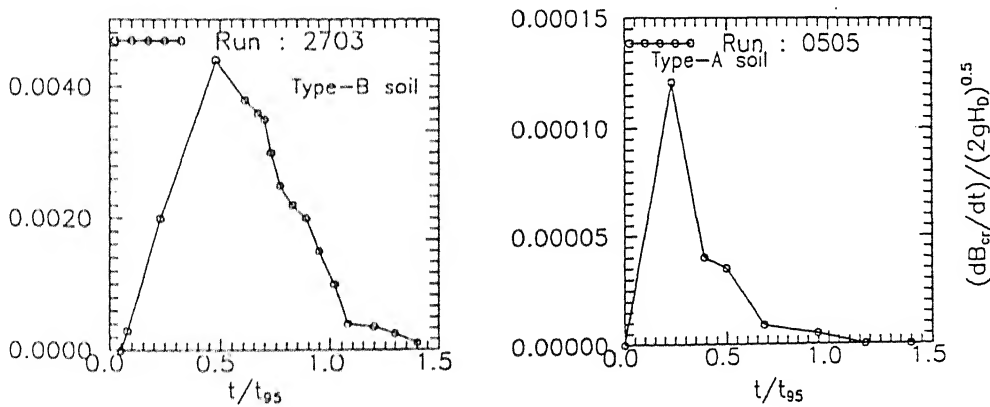 Run : 2703
Type-B soil
0.0040
0.0020
0.0000
0.0 0.5 1.0 1.5
t/t95
0.00015
0.00010
0.00005
0.00000
Run : 0505
Type-A soil
0.0 0.5 1.0 1.5
t/t95
(dBcr/dt)/(2gHD)0.5